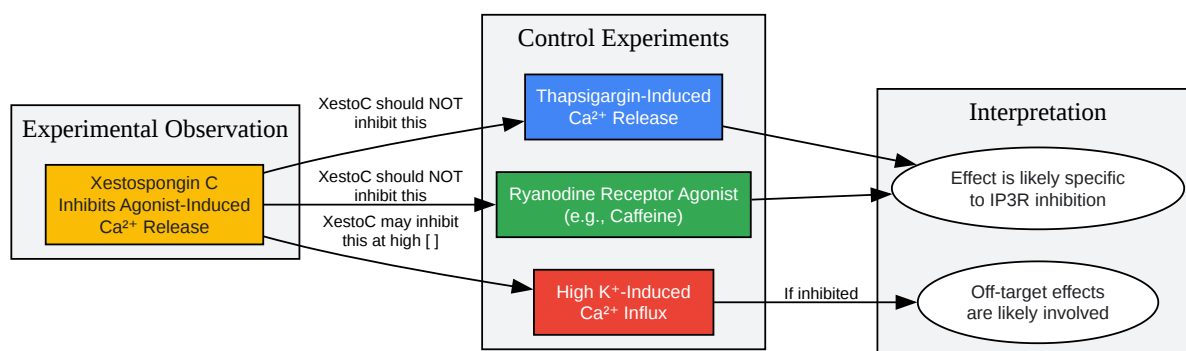 Experimental Observation
Xestospongin C
Inhibits Agonist-Induced
Ca²⁺ Release
XestoC should NOT
inhibit this
XestoC should NOT
inhibit this
XestoC may inhibit
this at high [ ]
Control Experiments
Thapsigargin-Induced
Ca²⁺ Release
Ryanodine Receptor Agonist
(e.g., Caffeine)
High K⁺-Induced
Ca²⁺ Influx
If inhibited
Interpretation
Effect is likely specific
to IP3R inhibition
Off-target effects
are likely involved